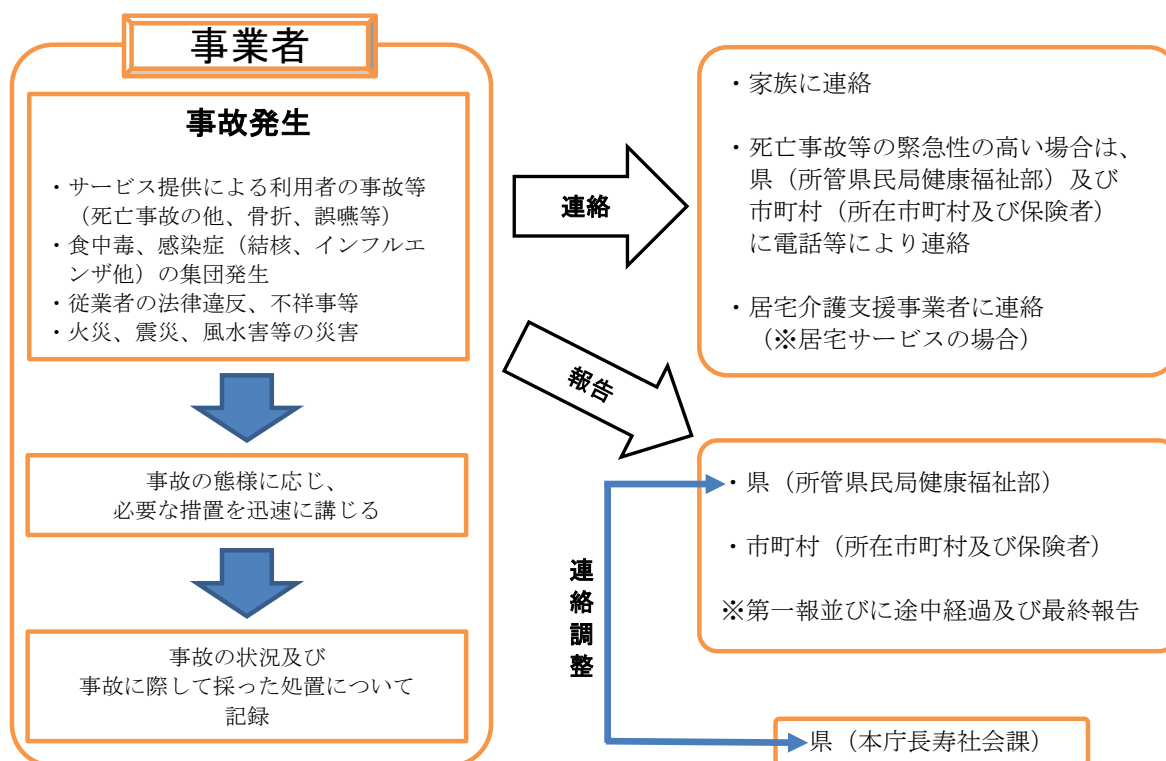 事業者
事故発生
・サービス提供による利用者の事故等
（死亡事故の他、骨折、誤嚥等）
・食中毒、感染症（結核、インフルエ
ンザ他）の集団発生
・従業者の法律違反、不祥事等
・火災、震災、風水害等の災害
事故の態様に応じ、
必要な措置を迅速に講じる
事故の状況及び
事故に際して採った処置について
記録
連絡
・家族に連絡
・死亡事故等の緊急性の高い場合は、
県（所管県民局健康福祉部）及び
市町村（所在市町村及び保険者）
に電話等により連絡
・居宅介護支援事業者に連絡
（※居宅サービスの場合）
報告
・県（所管県民局健康福祉部）
・市町村（所在市町村及び保険者）
※第一報並びに途中経過及び最終報告
連絡調整
・県（本庁長寿社会課）